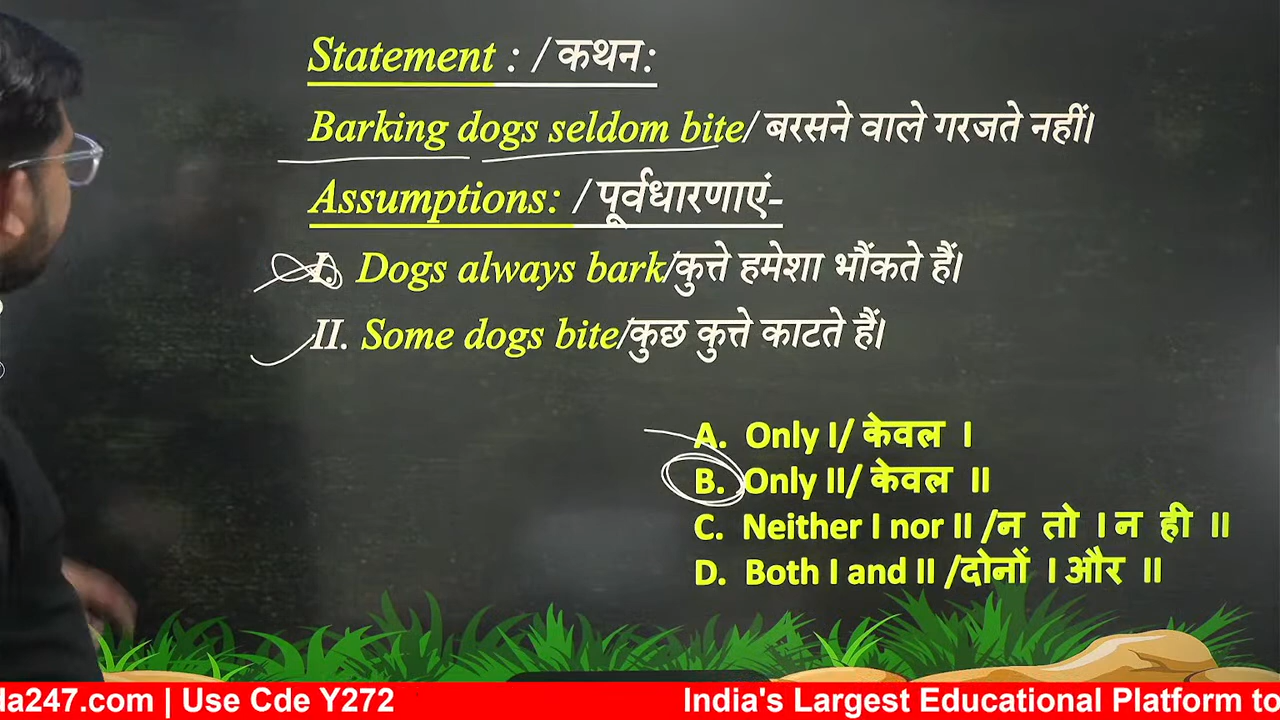 Statement : / कथन:
Barking dogs seldom bite/ बरसने वाले गरजते नहीं।
Assumptions: / पूर्वधारणाएं-
I. Dogs always bark/कुत्ते हमेशा भौंकते हैं।
II. Some dogs bite/कुछ कुत्ते काटते हैं।
A. Only I/ केवल I
B. Only II/ केवल II
C. Neither I nor II /न तो I न ही II
D. Both I and II /दोनों I और II
da247.com | Use Cde Y272 India's Largest Educational Platform to